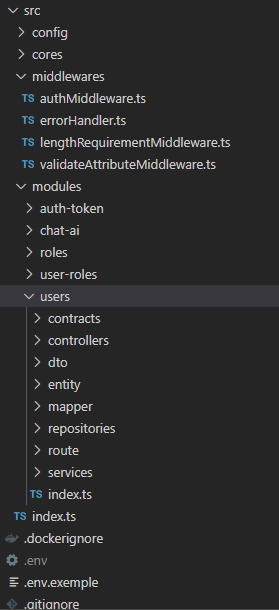 src
config
cores
middlewares
TS authMiddleware.ts
TS errorHandler.ts
TS lengthRequirementMiddleware.ts
TS validateAttributeMiddleware.ts
modules
auth-token
chat-ai
roles
user-roles
users
contracts
controllers
dto
entity
mapper
repositories
route
services
TS index.ts
TS index.ts
.dockerignore
.env
.env.exemple
.gitignore